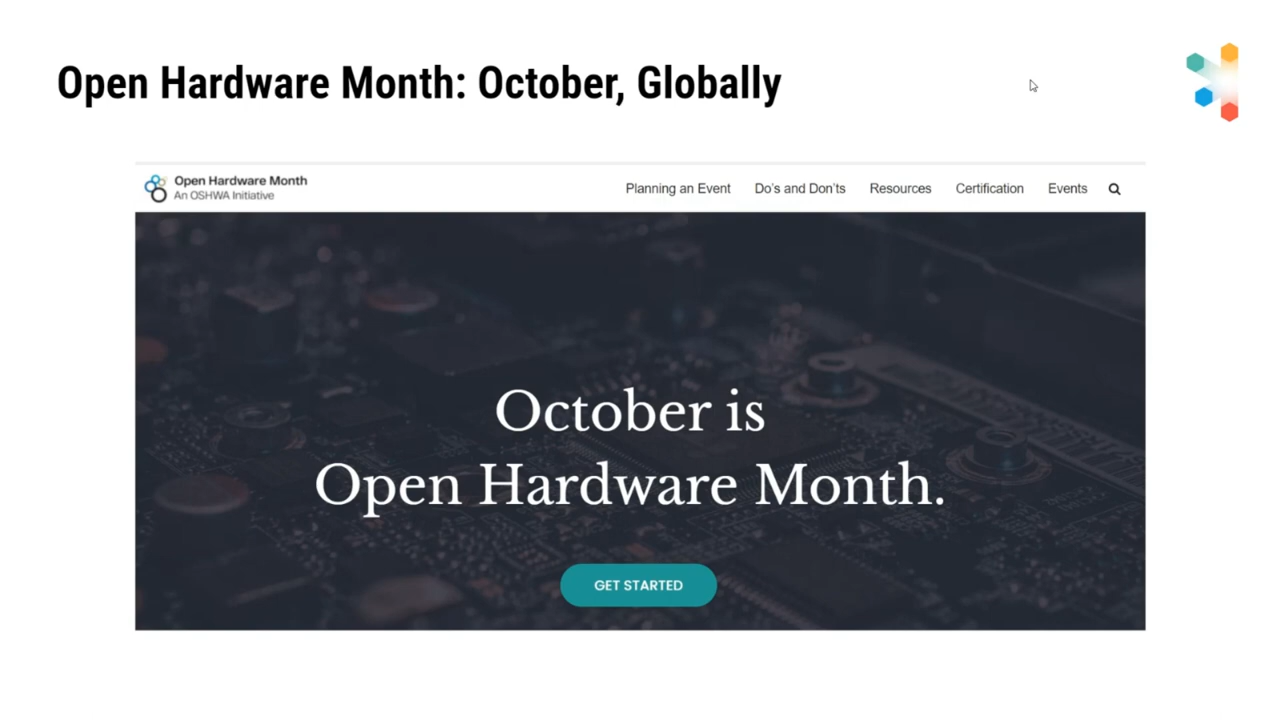 Open Hardware Month: October, Globally
Open Hardware Month
An OSHWA Initiative
Planning an Event Do's and Don'ts Resources Certification Events
October is
Open Hardware Month.
GET STARTED